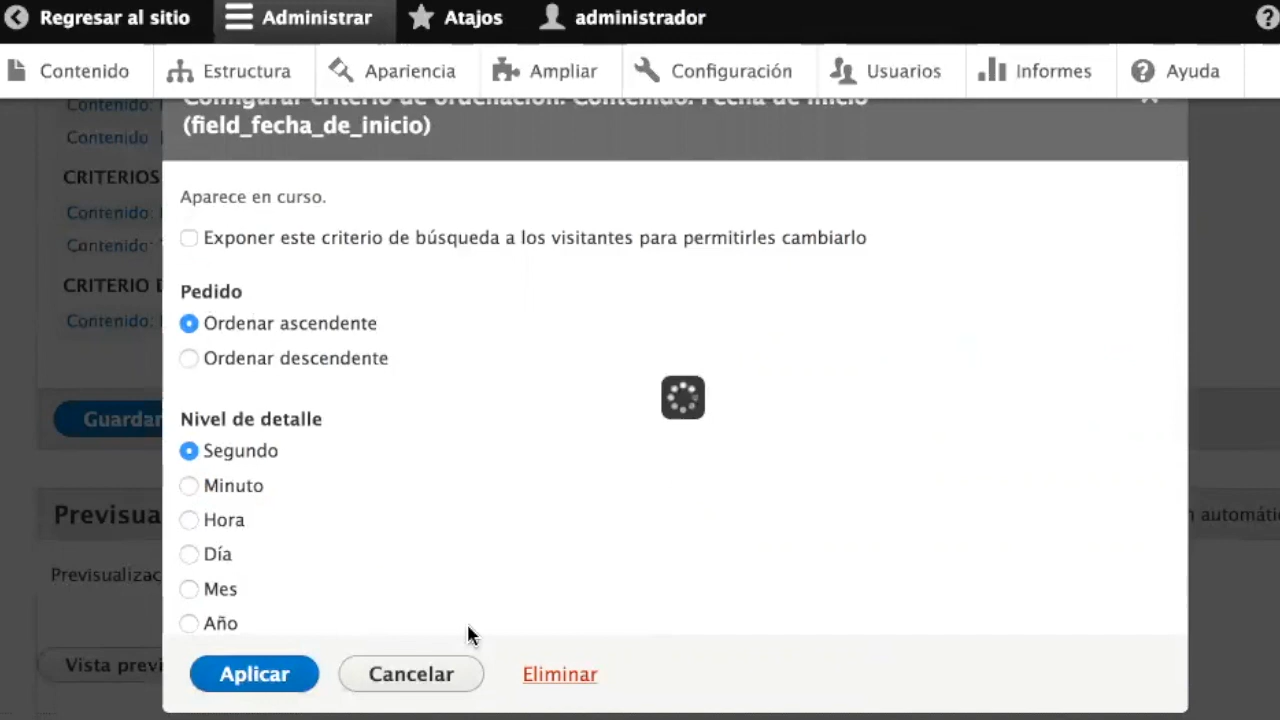 Regresar al sitio Administrar Atajos administrador ?
Contenido Estructura Apariencia Ampliar Configuración Usuarios Informes ? Ayuda
Contenido:
Configurar criterio de ordenación: Contenido: Fecha de inicio
(field_fecha_de_inicio)
Contenido
CRITERIOS
Contenido:
Contenido:
CRITERIO
Contenido:
Guardar
Previsua
Previsualizac
Vista previ
Aparece en curso.
Exponer este criterio de búsqueda a los visitantes para permitirles cambiarlo
Pedido
Ordenar ascendente
Ordenar descendente
Nivel de detalle
Segundo
Minuto
Hora
Día
Mes
Año
Aplicar Cancelar Eliminar
automáti